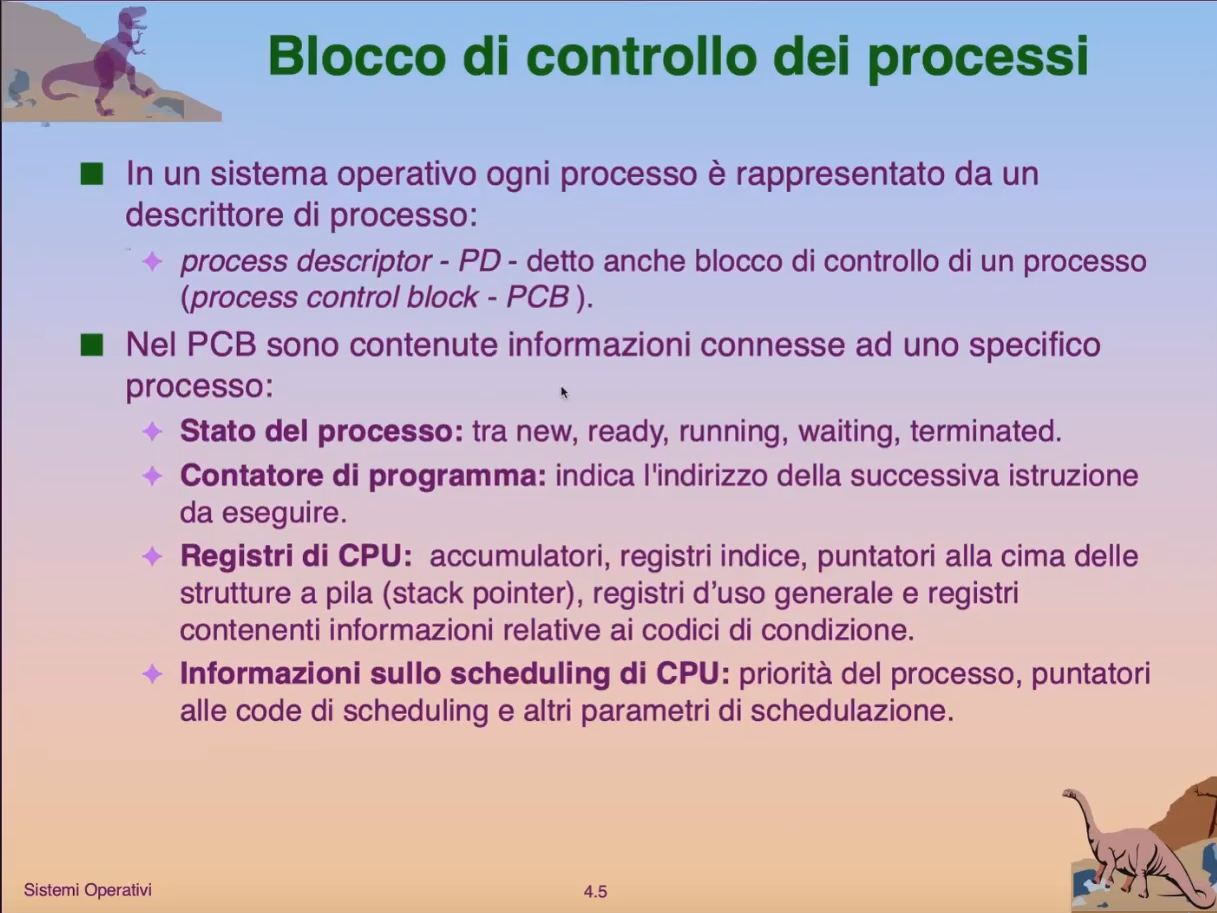 Blocco di controllo dei processi
In un sistema operativo ogni processo è rappresentato da un
descrittore di processo:
process descriptor - PD - detto anche blocco di controllo di un processo
(process control block - PCB ).
Nel PCB sono contenute informazioni connesse ad uno specifico
processo:
Stato del processo: tra new, ready, running, waiting, terminated.
Contatore di programma: indica l'indirizzo della successiva istruzione
da eseguire.
Registri di CPU: accumulatori, registri indice, puntatori alla cima delle
strutture a pila (stack pointer), registri d’uso generale e registri
contenenti informazioni relative ai codici di condizione.
Informazioni sullo scheduling di CPU: priorità del processo, puntatori
alle code di scheduling e altri parametri di schedulazione.
Sistemi Operativi
4.5